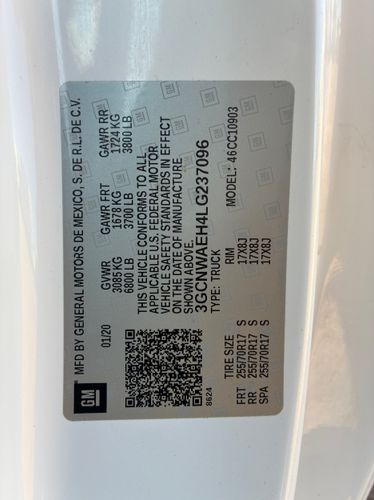 GM
MFD BY GENERAL MOTORS DE MEXICO, S. DE R.L. DE C.V.
01/20
GVWR GAWR FRT GAWR RR
3085 KG 1678 KG 1724 KG
6800 LB 3700 LB 3800 LB
THIS VEHICLE CONFORMS TO ALL
APPLICABLE U.S. FEDERAL MOTOR
VEHICLE SAFETY STANDARDS IN EFFECT
ON THE DATE OF MANUFACTURE
SHOWN ABOVE.
3GCNWAEH4LG237096
TYPE: TRUCK MODEL: 46CC10903
8624
TIRE SIZE RIM
FRT 255/70R17 S 17X8J
RR 255/70R17 S 17X8J
SPA 255/70R17 S 17X8J